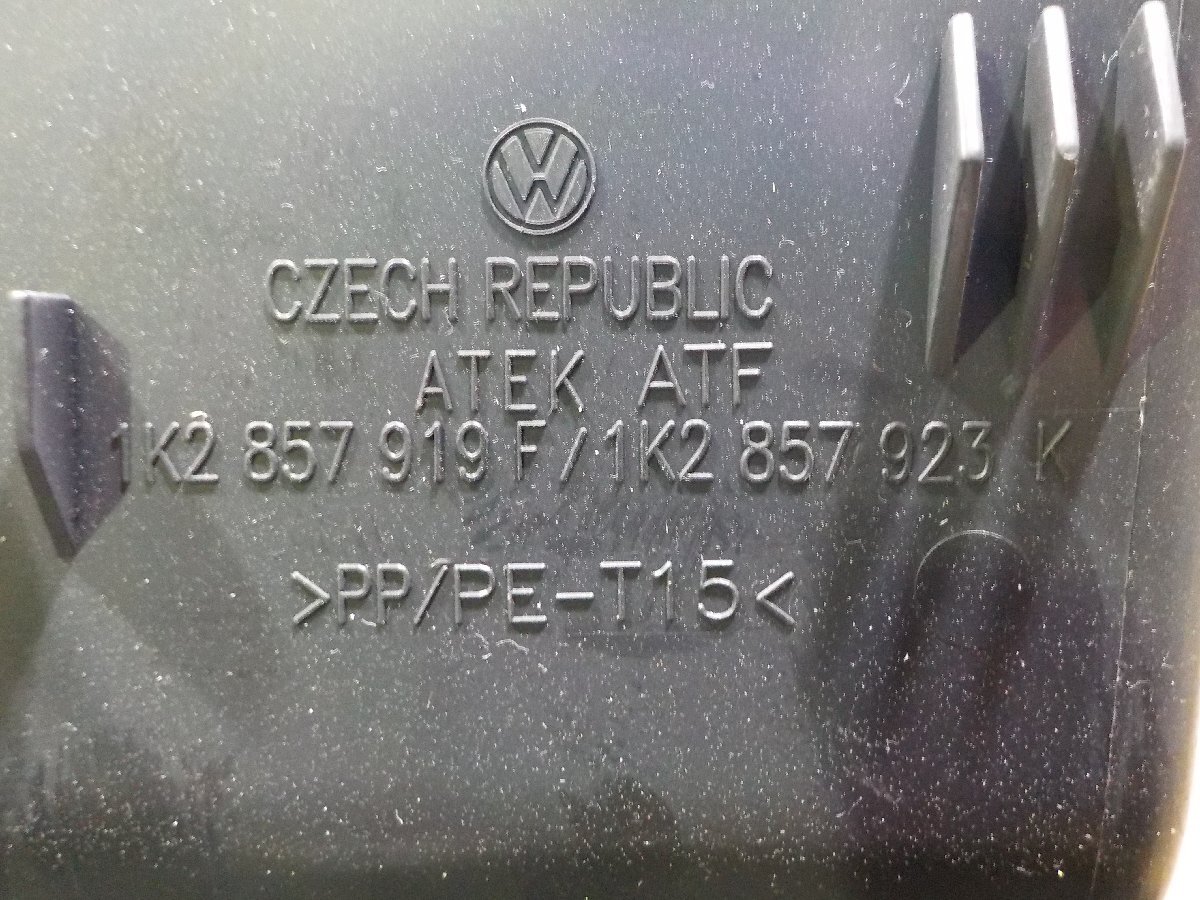 CZECH REPUBLIC
ATEK ATF
1K2 857 919 F/1K2 857 923 K
>PP/PE-T15<